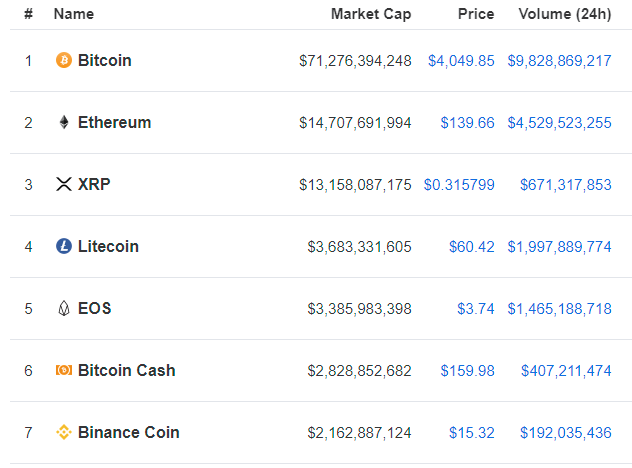 # Name Market Cap Price Volume (24h)
1 Bitcoin $71,276,394,248 $4,049.85 $9,828,869,217
2 Ethereum $14,707,691,994 $139.66 $4,529,523,255
3 XRP $13,158,087,175 $0.315799 $671,317,853
4 Litecoin $3,683,331,605 $60.42 $1,997,889,774
5 EOS $3,385,983,398 $3.74 $1,465,188,718
6 Bitcoin Cash $2,828,852,682 $159.98 $407,211,474
7 Binance Coin $2,162,887,124 $15.32 $192,035,436